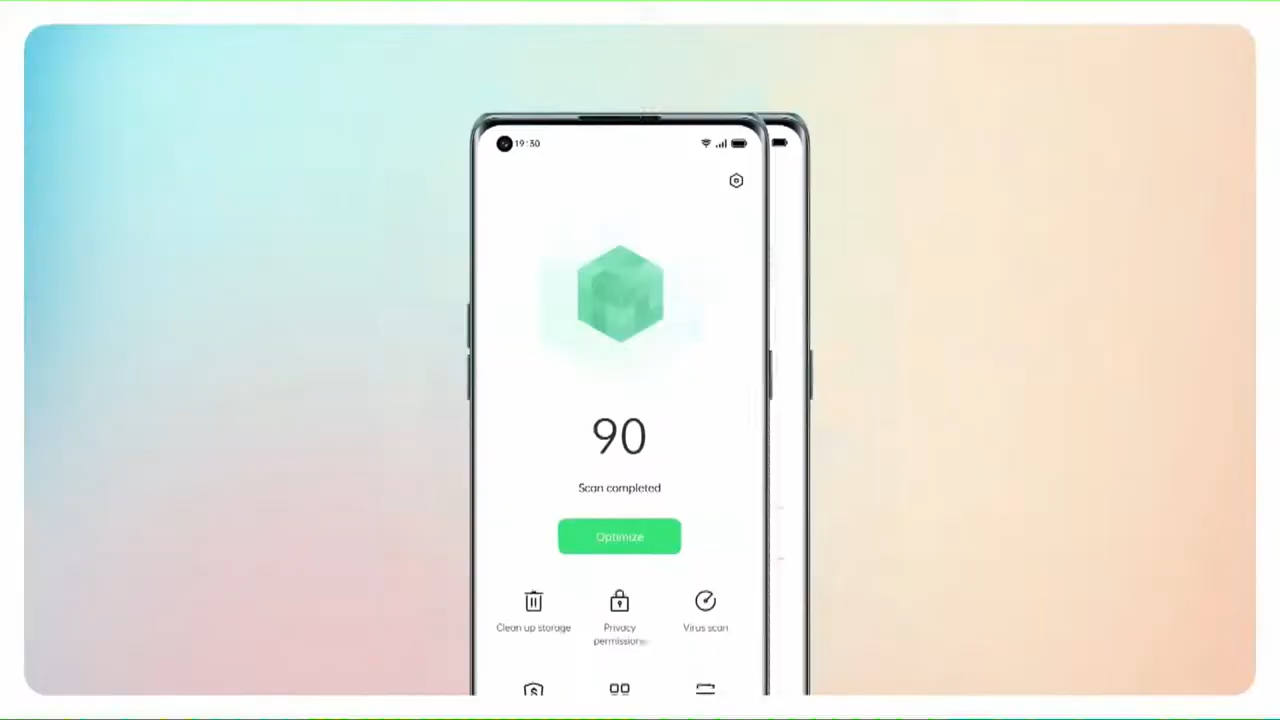 19:30
90
Scan completed
Optimize
Clean up storage
Privacy
permissions
Virus scan